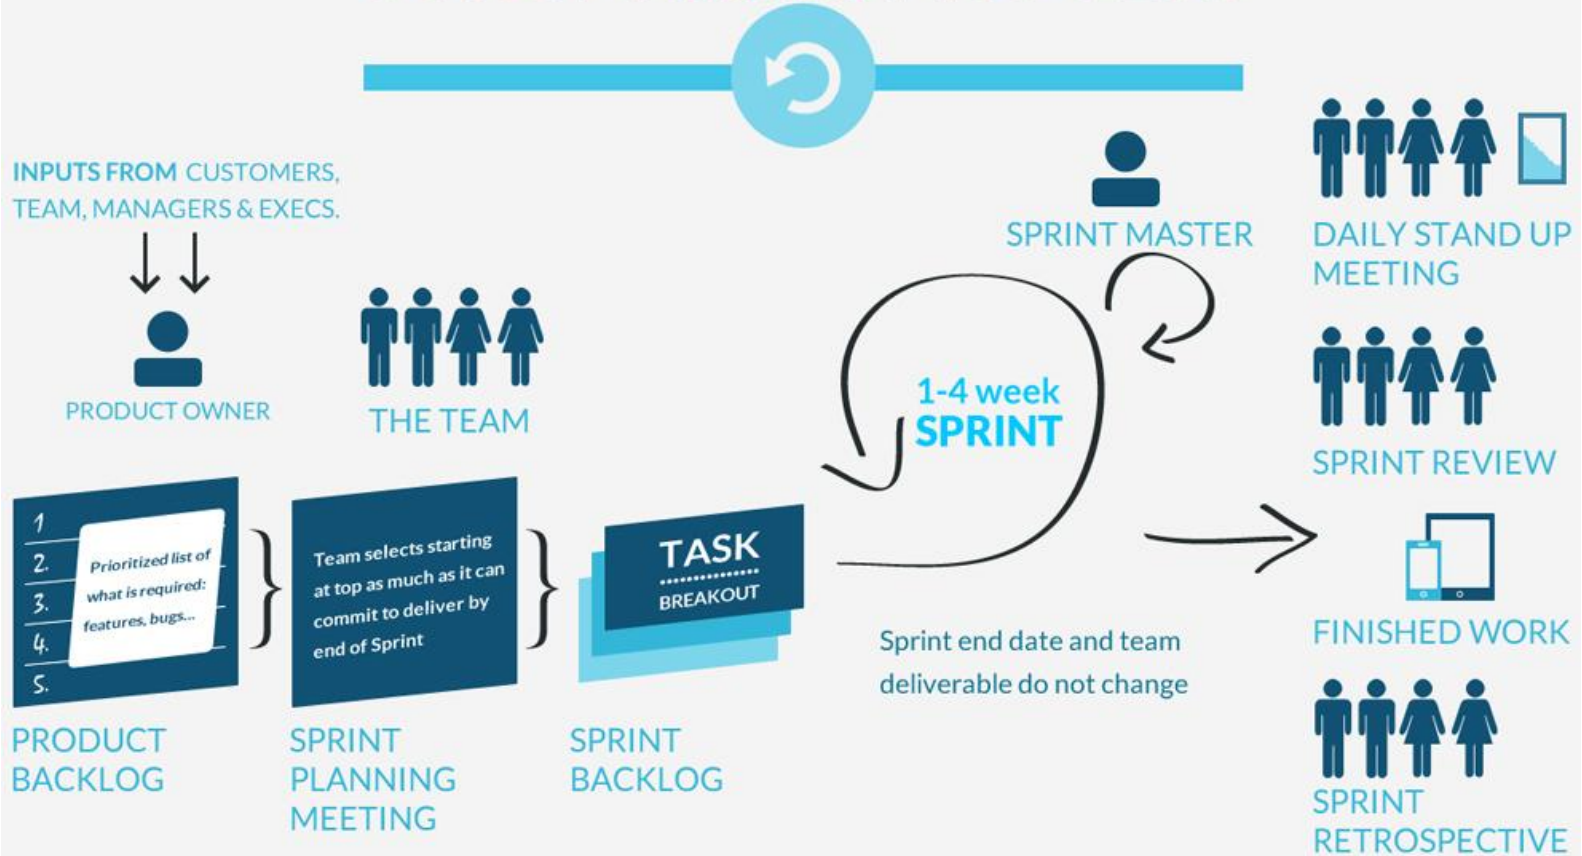 INPUTS FROM CUSTOMERS,
TEAM, MANAGERS & EXECS.
PRODUCT OWNER
THE TEAM
1
2.
3.
4.
5.
Prioritized list of
what is required:
features, bugs...
PRODUCT
BACKLOG
Team selects starting
at top as much as it can
commit to deliver by
end of Sprint
SPRINT
PLANNING
MEETING
TASK
BREAKOUT
SPRINT
BACKLOG
1-4 week
SPRINT
Sprint end date and team
deliverable do not change
SPRINT MASTER
DAILY STAND UP
MEETING
SPRINT REVIEW
FINISHED WORK
SPRINT
RETROSPECTIVE